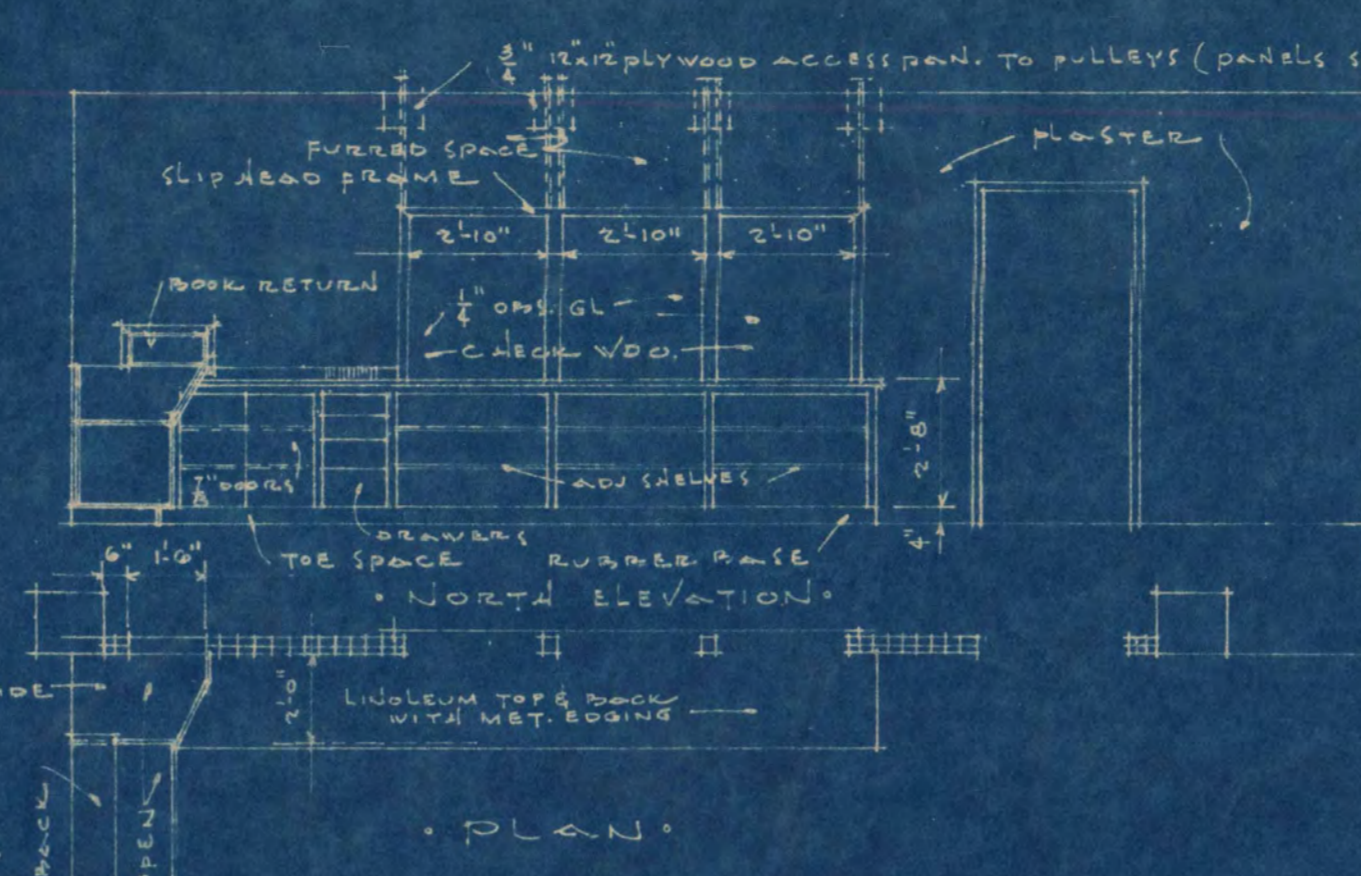 3/4" 12"x12" PLYWOOD ACCESS PAN. TO PULLEYS (PANELS S
PLASTER
FURRED SPACE
SLIP HEAD FRAME
2'-10" 2'-10" 2'-10"
BOOK RETURN
1/4" OBS. GL
CHECK WDO.
2'-8"
7/8" DOORS
ADJ SHELVES
DRAWERS
4"
6" 1'-6"
TOE SPACE
RUBBER BASE
• NORTH ELEVATION •
IDE
2'-0"
LINOLEUM TOP & BACK
WITH MET. EDGING
BACK
PEN
• PLAN •